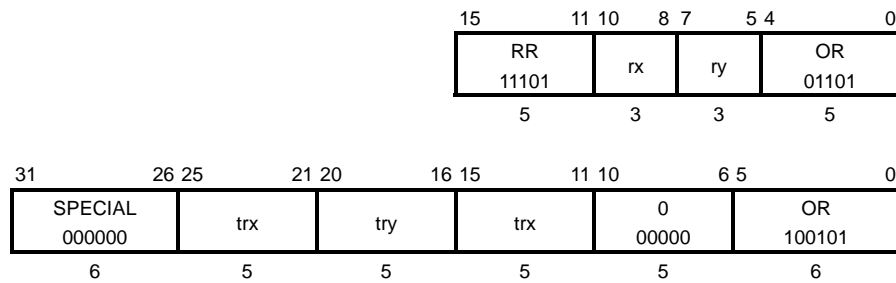 15 11 10 8 7 5 4 0
RR rx ry OR
11101 01101
5 3 3 5
31 26 25 21 20 16 15 11 10 6 5 0
SPECIAL trx try trx 0 OR
000000 00000 100101
6 5 5 5 5 6